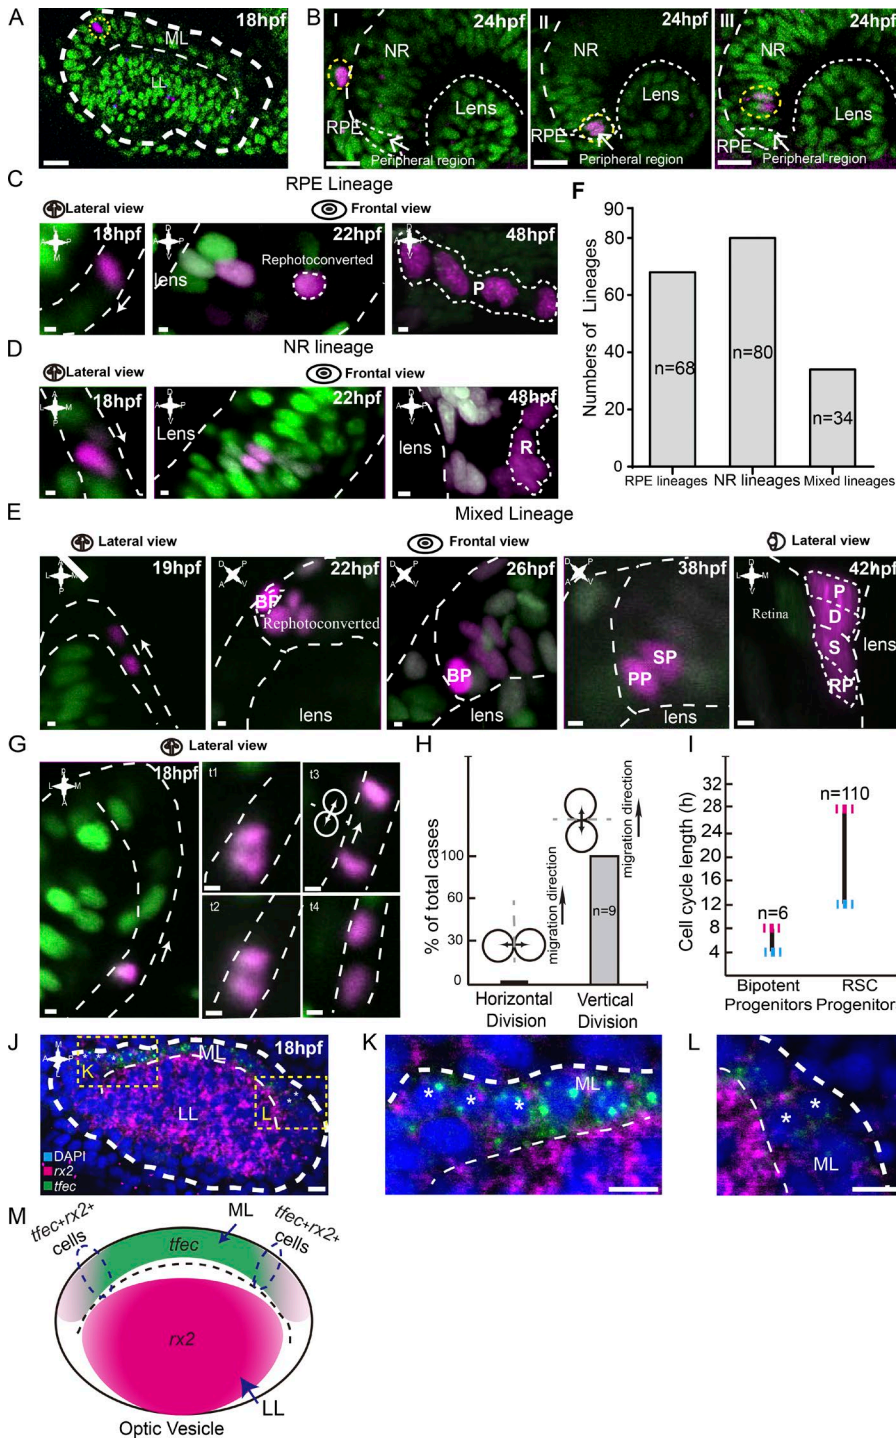 A
18hpf
ML
LL
B
I
24hpf
NR
Lens
RPE
Peripheral region
II
24hpf
NR
Lens
RPE
Peripheral region
III
24hpf
NR
Lens
RPE
Peripheral region
C
RPE Lineage
Lateral view
Frontal view
18hpf
A P
M
lens
22hpf
Rephotoconverted
D
A P
V
48hpf
P
D
NR lineage
Lateral view
Frontal view
A
L M
P
18hpf
D
A P
V
Lens
22hpf
D
A P
V
48hpf
lens
R
E
Mixed Lineage
Lateral view
Frontal view
Lateral view
A
L M
P
19hpf
D P
A V
22hpf
BP
Rephotoconverted
lens
D P
A V
26hpf
BP
lens
D P
A V
38hpf
SP
PP
lens
D
L M
V
42hpf
Retina
P
D
S
RP
lens
F
Numbers of Lineages
90
80
60
40
20
0
n=68
n=80
n=34
RPE lineages
NR lineages
Mixed lineages
G
Lateral view
18hpf
L M
A
t1
t3
t2
t4
H
% of total cases
100
60
30
0
migration direction
migration direction
n=9
Horizontal Division
Vertical Division
I
Cell cycle length (h)
32
28
24
20
16
12
8
4
n=6
n=110
Bipotent Progenitors
RSC Progenitor
J
M
A P
L
18hpf
ML
K
L
LL
DAPI
rx2
tfec
K
ML
L
ML
M
tfec+rx2+ cells
ML
tfec
tfec+rx2+ cells
rx2
LL
Optic Vesicle